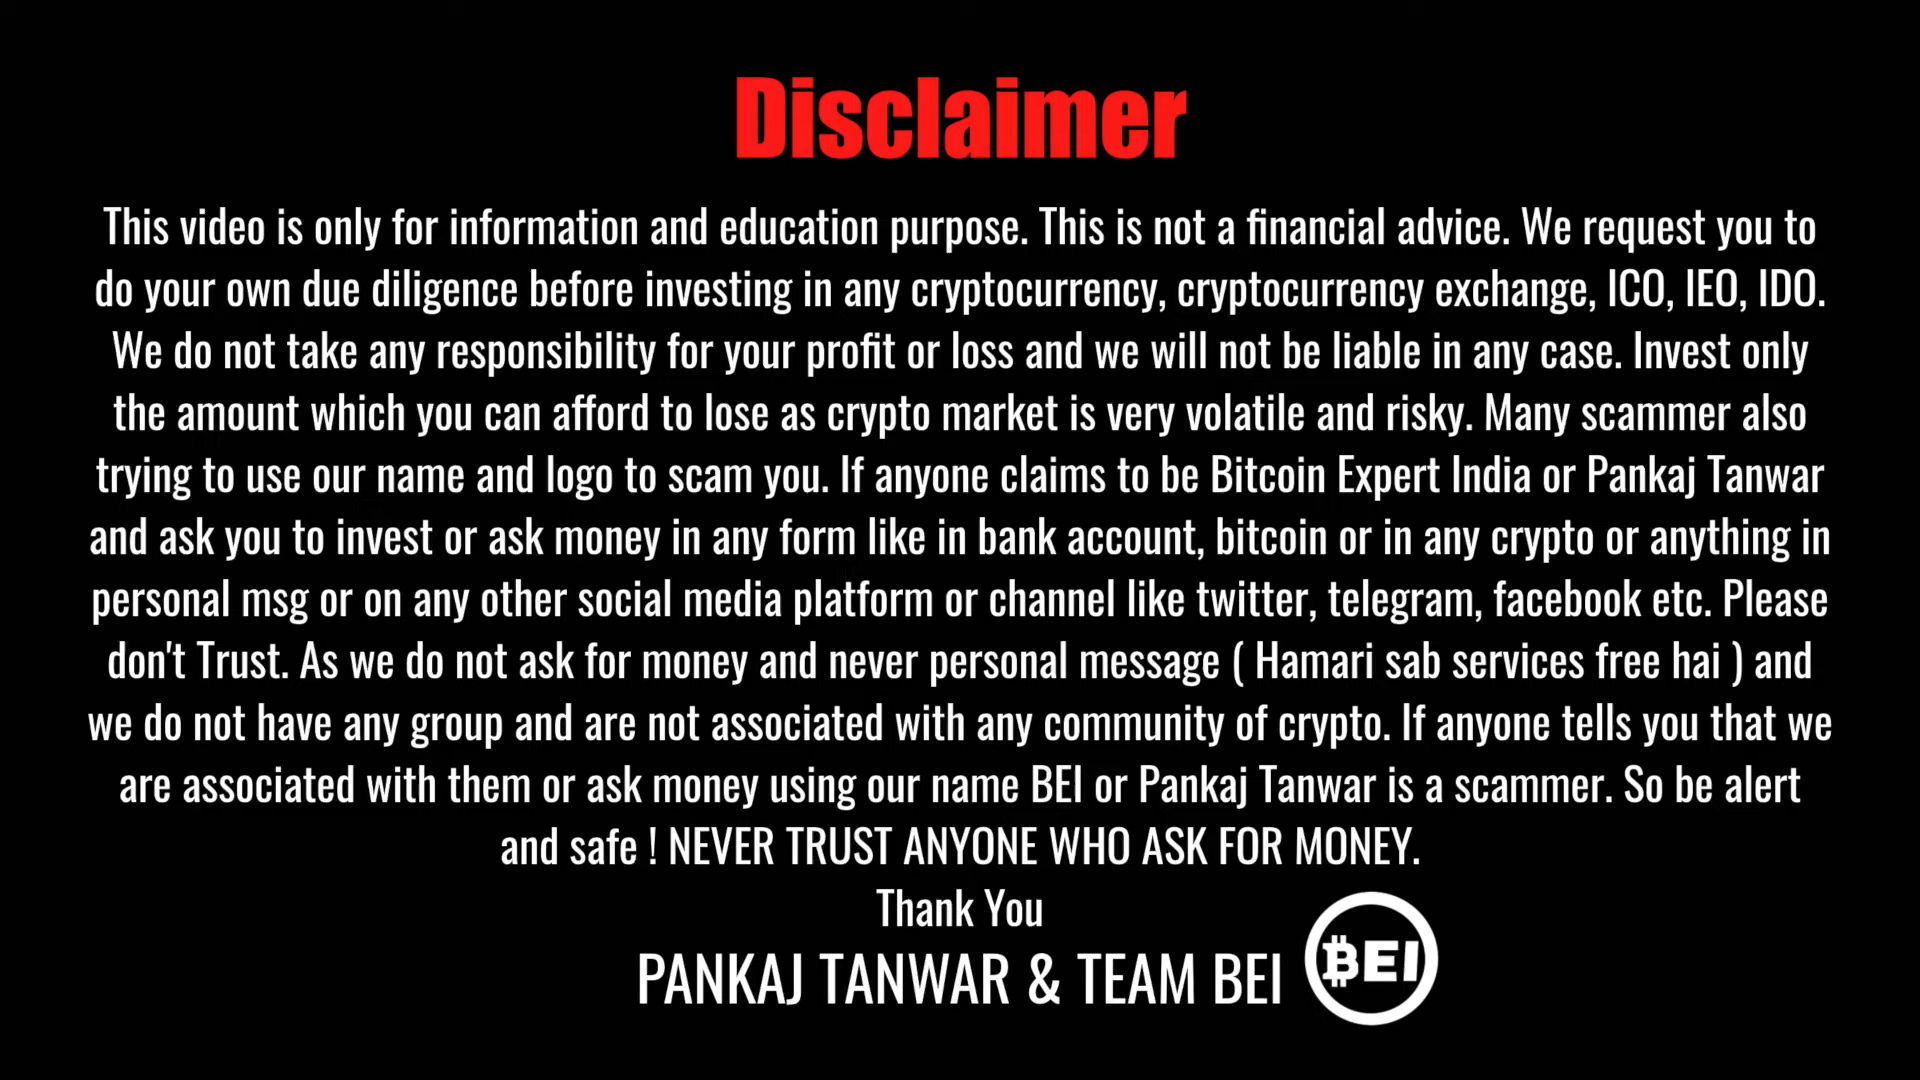 Disclaimer
This video is only for information and education purpose. This is not a financial advice. We request you to
do your own due diligence before investing in any cryptocurrency, cryptocurrency exchange, ICO, IEO, IDO.
We do not take any responsibility for your profit or loss and we will not be liable in any case. Invest only
the amount which you can afford to lose as crypto market is very volatile and risky. Many scammer also
trying to use our name and logo to scam you. If anyone claims to be Bitcoin Expert India or Pankaj Tanwar
and ask you to invest or ask money in any form like in bank account, bitcoin or in any crypto or anything in
personal msg or on any other social media platform or channel like twitter, telegram, facebook etc. Please
don't Trust. As we do not ask for money and never personal message ( Hamari sab services free hai ) and
we do not have any group and are not associated with any community of crypto. If anyone tells you that we
are associated with them or ask money using our name BEI or Pankaj Tanwar is a scammer. So be alert
and safe ! NEVER TRUST ANYONE WHO ASK FOR MONEY.
Thank You
PANKAJ TANWAR & TEAM BEI
BEI